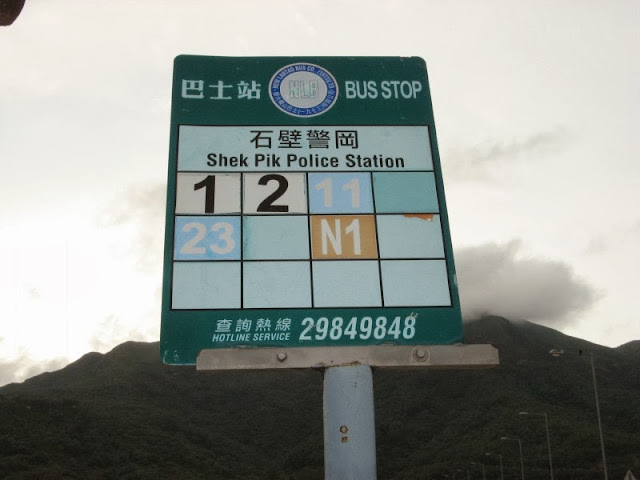 巴士站 NLB BUS STOP
石壁警岡
Shek Pik Police Station
1 2 11
23 N1
查詢熱線
HOTLINE SERVICE 29849848